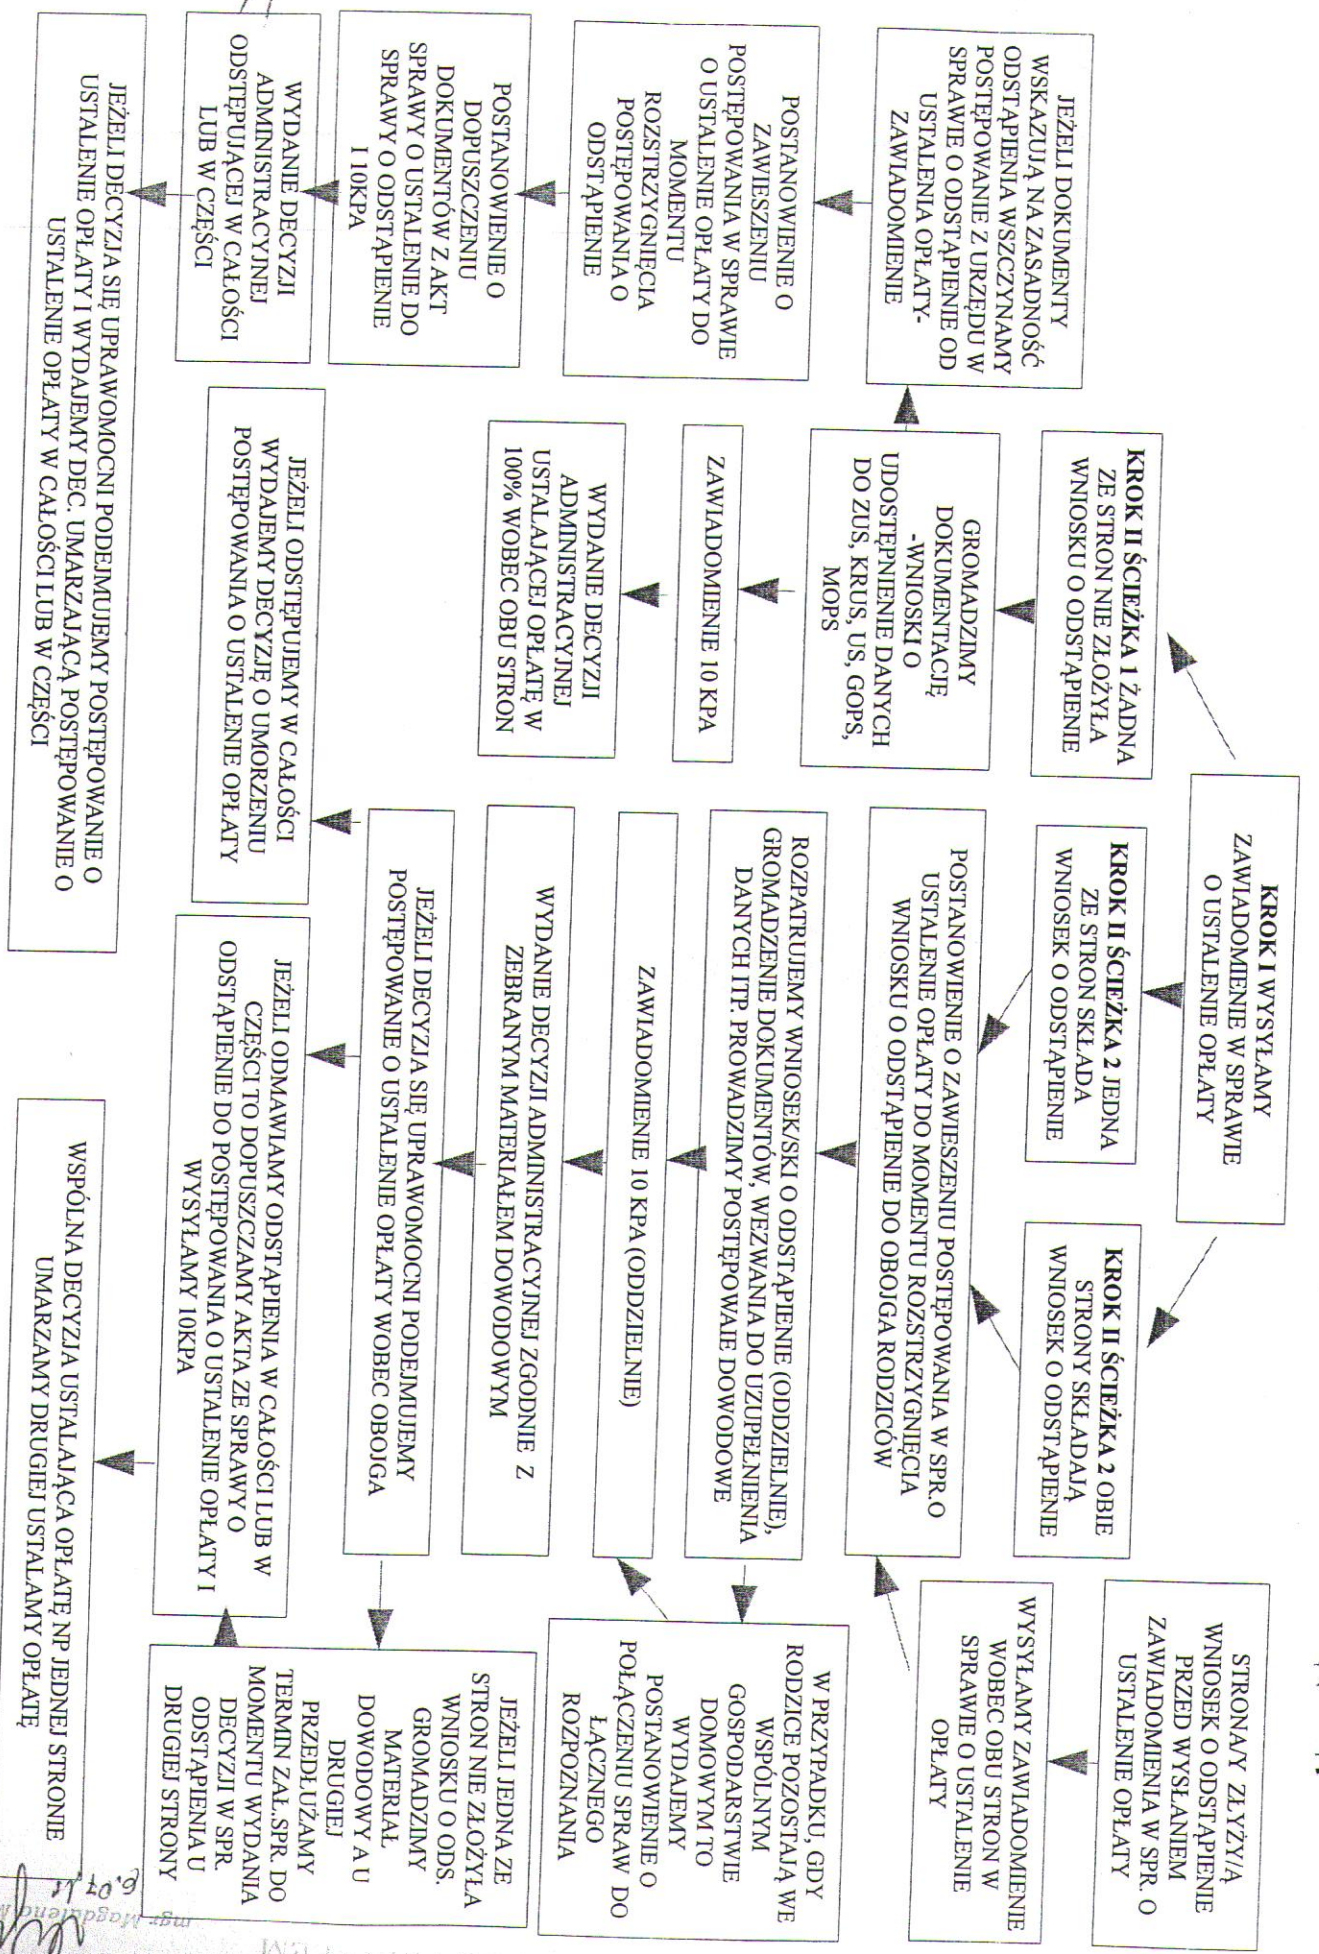 KROK I WYSYŁAMY
ZAWIADOMIENIE W SPRAWIE
O USTALENIE OPŁATY
STRONA/Y ZŁYŻY/Ą
WNIOSEK O ODSTĄPIENIE
PRZED WYSŁANIEM
ZAWIADOMIENIA W SPR. O
USTALENIE OPŁATY
KROK II ŚCIEŻKA 1 ŻADNA
ZE STRON NIE ZŁOŻYŁA
WNIOSKU O ODSTĄPIENIE
KROK II ŚCIEŻKA 2 JEDNA
ZE STRON SKŁADA
WNIOSEK O ODSTĄPIENIE
KROK II ŚCIEŻKA 2 OBIE
STRONY SKŁADAJĄ
WNIOSEK O ODSTĄPIENIE
WYSYŁAMY ZAWIADOMIENIE
WOBEC OBU STRON W
SPRAWIE O USTALENIE
OPŁATY
JEŻELI DOKUMENTY
WSKAZUJĄ NA ZASADNOŚĆ
ODSTĄPIENIA WSZCZYNAMY
POSTĘPOWANIE Z URZĘDU W
SPRAWIE O ODSTĄPIENIE OD
USTALENIA OPŁATY-
ZAWIADOMIENIE
GROMADZIMY
DOKUMENTACJĘ
-WNIOSKI O
UDOSTĘPNIENIE DANYCH
DO ZUS, KRUS, US, GOPS,
MOPS
POSTANOWIENIE O ZAWIESZENIU POSTĘPOWANIA W SPR.O
USTALENIE OPŁATY DO MOMENTU ROZSTRZYGNIĘCIA
WNIOSKU O ODSTĄPIENIE DO OBOJGA RODZICÓW
POSTANOWIENIE O
ZAWIESZENIU
POSTĘPOWANIA W SPRAWIE
O USTALENIE OPŁATY DO
MOMENTU
ROZSTRZYGNIĘCIA
POSTĘPOWANIA O
ODSTĄPIENIE
ZAWIADOMIENIE 10 KPA
ROZPATRUJEMY WNIOSEK/SKI O ODSTĄPIENIE (ODDZIELNIE),
GROMADZENIE DOKUMENTÓW, WEZWANIA DO UZUPEŁNIENIA
DANYCH ITP. PROWADZIMY POSTĘPOWAIE DOWODOWE
W PRZYPADKU, GDY
RODZICE POZOSTAJĄ WE
WSPÓLNYM
GOSPODARSTWIE
DOMOWYM TO
WYDAJEMY
POSTANOWIENIE O
POŁĄCZENIU SPRAW DO
ŁĄCZNEGO
ROZPOZNANIA
ZAWIADOMIENIE 10 KPA (ODDZIELNIE)
POSTANOWIENIE O
DOPUSZCZENIU
DOKUMENTÓW Z AKT
SPRAWY O USTALENIE DO
SPRAWY O ODSTĄPIENIE
I 10KPA
WYDANIE DECYZJI
ADMINISTRACYJNEJ
USTALAJĄCEJ OPŁATĘ W
100% WOBEC OBU STRON
WYDANIE DECYZJI ADMINISTRACYJNEJ ZGODNIE Z
ZEBRANYM MATERIAŁEM DOWODOWYM
JEŻELI DECYZJA SIĘ UPRAWOMOCNI PODEJMUJEMY
POSTĘPOWANIE O USTALENIE OPŁATY WOBEC OBOJGA
JEŻELI JEDNA ZE
STRON NIE ZŁOŻYŁA
WNIOSKU O ODS.
GROMADZIMY
MATERIAŁ
DOWODOWY A U
DRUGIEJ
PRZEDŁUŻAMY
TERMIN ZAŁ.SPR. DO
MOMENTU WYDANIA
DECYZJI W SPR.
ODSTĄPIENIA U
DRUGIEJ STRONY
WYDANIE DECYZJI
ADMINISTRACYJNEJ
ODSTĘPUJĄCEJ W CAŁOŚCI
LUB W CZĘŚCI
JEŻELI ODSTĘPUJEMY W CAŁOŚCI
WYDAJEMY DECYZJĘ O UMORZENIU
POSTĘPOWANIA O USTALENIE OPŁATY
JEŻELI ODMAWIAMY ODSTĄPIENIA W CAŁOŚCI LUB W
CZĘŚCI TO DOPUSZCZAMY AKTA ZE SPRAWY O
ODSTĄPIENIE DO POSTĘPOWANIA O USTALENIE OPŁATY I
WYSYŁAMY 10KPA
JEŻELI DECYZJA SIĘ UPRAWOMOCNI PODEJMUJEMY POSTĘPOWANIE O
USTALENIE OPŁATY I WYDAJEMY DEC. UMARZAJĄCĄ POSTĘPOWANIE O
USTALENIE OPŁATY W CAŁOŚCI LUB W CZĘŚCI
WSPÓLNA DECYZJA USTALAJĄCA OPŁATĘ NP JEDNEJ STRONIE
UMARZAMY DRUGIEJ USTALAMY OPŁATĘ
mgr Magdalena